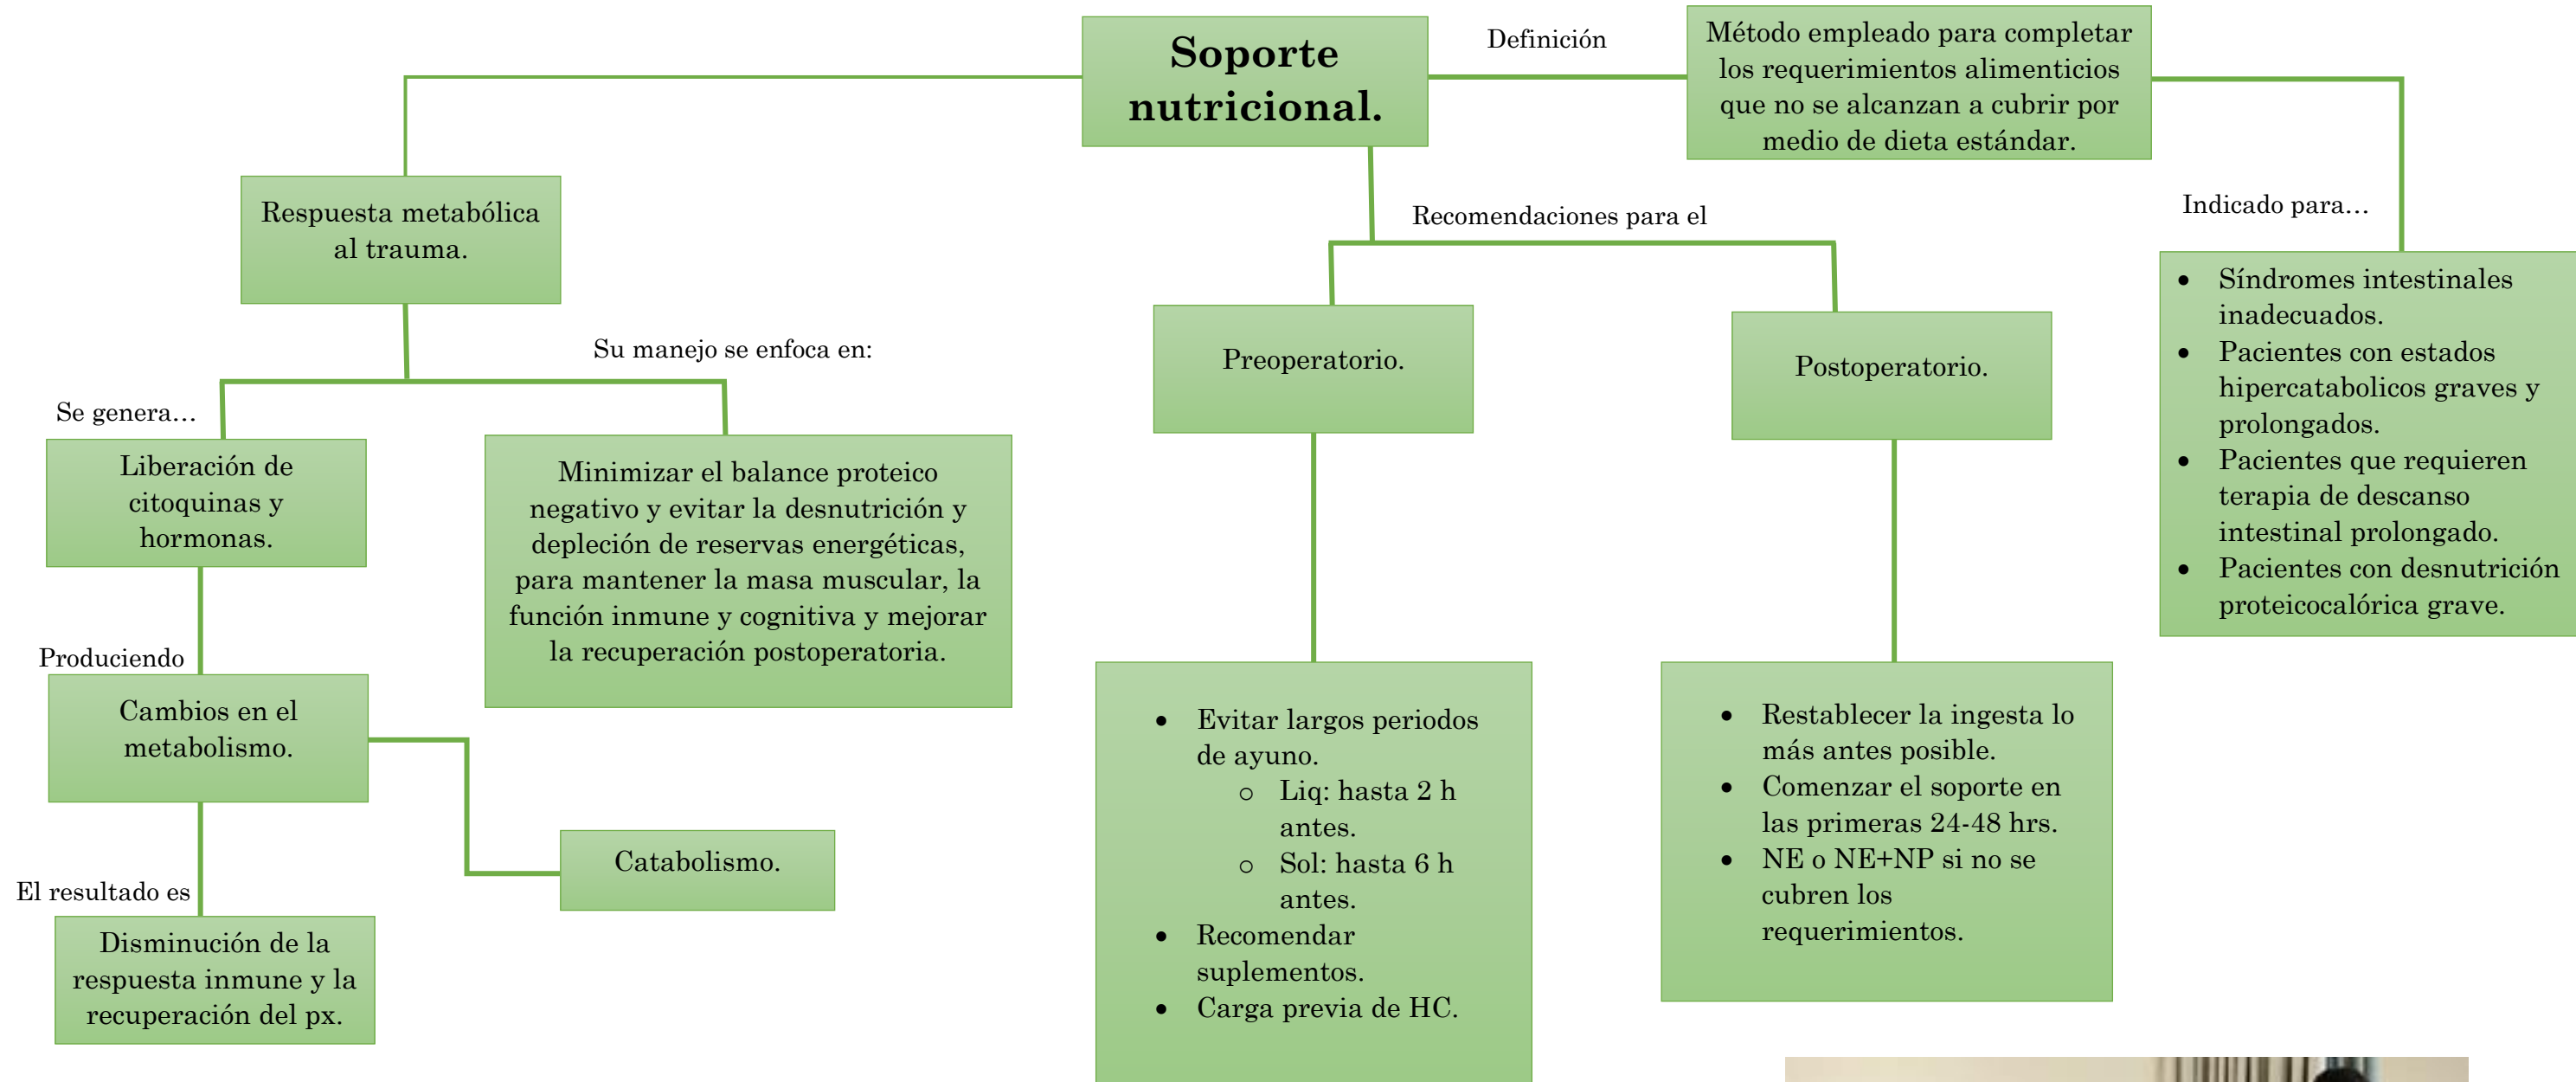 Soporte
nutricional.
Definición
Método empleado para completar
los requerimientos alimenticios
que no se alcanzan a cubrir por
medio de dieta estándar.
Indicado para…
• Síndromes intestinales
inadecuados.
• Pacientes con estados
hipercatabolicos graves y
prolongados.
• Pacientes que requieren
terapia de descanso
intestinal prolongado.
• Pacientes con desnutrición
proteicocalórica grave.
Respuesta metabólica
al trauma.
Se genera…
Liberación de
citoquinas y
hormonas.
Produciendo
Cambios en el
metabolismo.
Catabolismo.
El resultado es
Disminución de la
respuesta inmune y la
recuperación del px.
Su manejo se enfoca en:
Minimizar el balance proteico
negativo y evitar la desnutrición y
depleción de reservas energéticas,
para mantener la masa muscular, la
función inmune y cognitiva y mejorar
la recuperación postoperatoria.
Recomendaciones para el
Preoperatorio.
• Evitar largos periodos
de ayuno.
o Liq: hasta 2 h
antes.
o Sol: hasta 6 h
antes.
• Recomendar
suplementos.
• Carga previa de HC.
Postoperatorio.
• Restablecer la ingesta lo
más antes posible.
• Comenzar el soporte en
las primeras 24-48 hrs.
• NE o NE+NP si no se
cubren los
requerimientos.